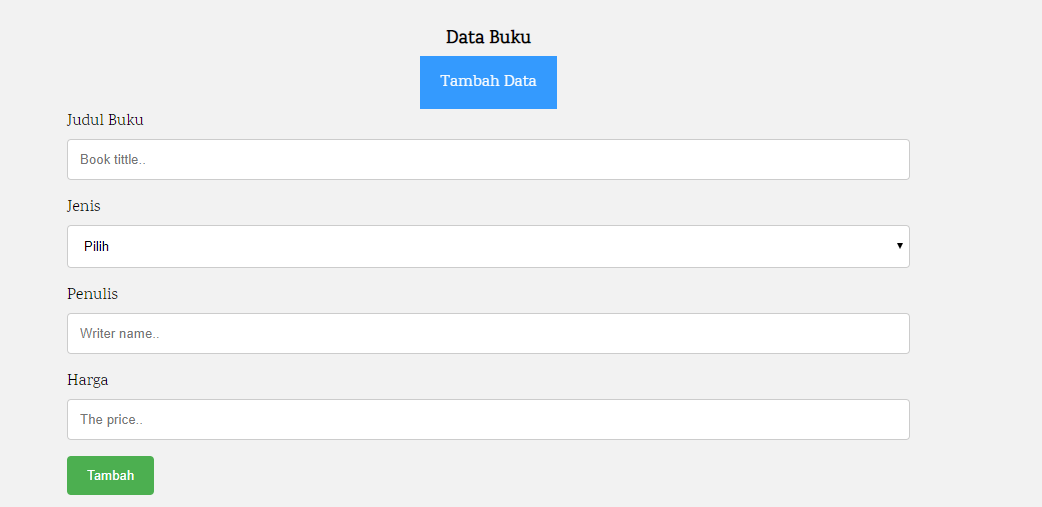 Data Buku
Tambah Data
Judul Buku
Book tittle..
Jenis
Pilih
Penulis
Writer name..
Harga
The price..
Tambah